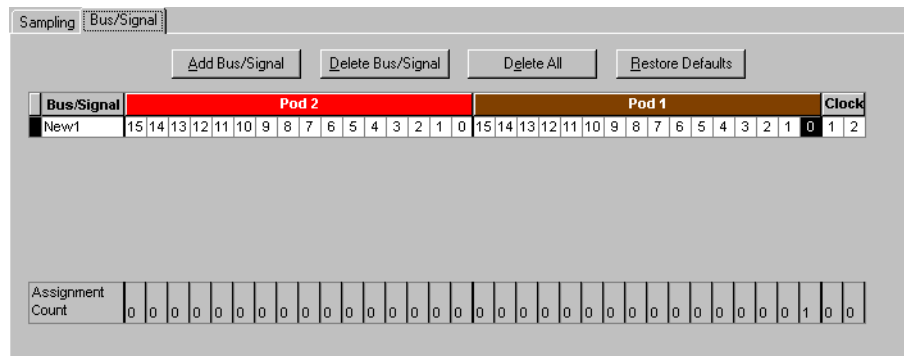 Sampling Bus/Signal
Add Bus/Signal Delete Bus/Signal Delete All Restore Defaults
Bus/Signal Pod 2 Pod 1 Clock
New1 15 14 13 12 11 10 9 8 7 6 5 4 3 2 1 0 15 14 13 12 11 10 9 8 7 6 5 4 3 2 1 0 1 2
Assignment
Count 0 0 0 0 0 0 0 0 0 0 0 0 0 0 0 0 0 0 0 0 0 0 0 0 0 0 0 0 0 0 0 1 0 0